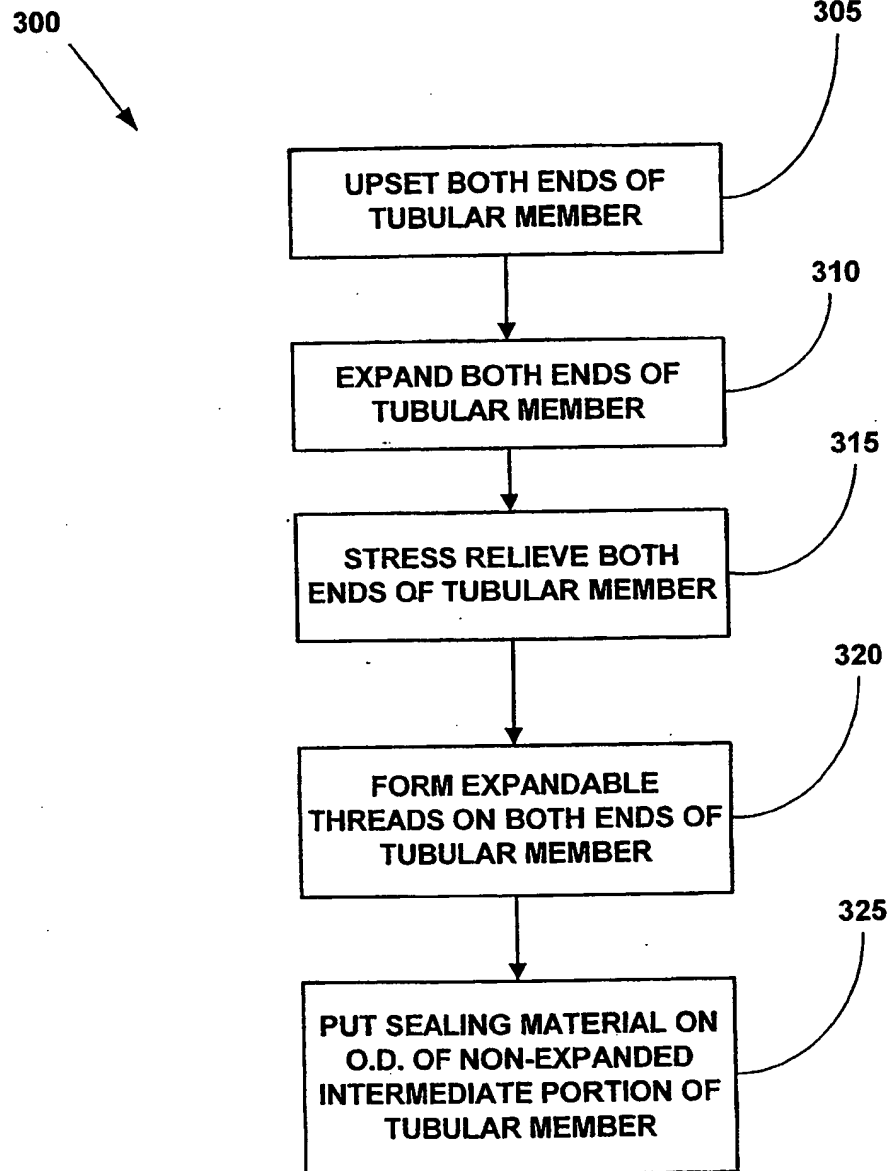 300
305
UPSET BOTH ENDS OF
TUBULAR MEMBER
310
EXPAND BOTH ENDS OF
TUBULAR MEMBER
315
STRESS RELIEVE BOTH
ENDS OF TUBULAR MEMBER
320
FORM EXPANDABLE
THREADS ON BOTH ENDS OF
TUBULAR MEMBER
325
PUT SEALING MATERIAL ON
O.D. OF NON-EXPANDED
INTERMEDIATE PORTION OF
TUBULAR MEMBER